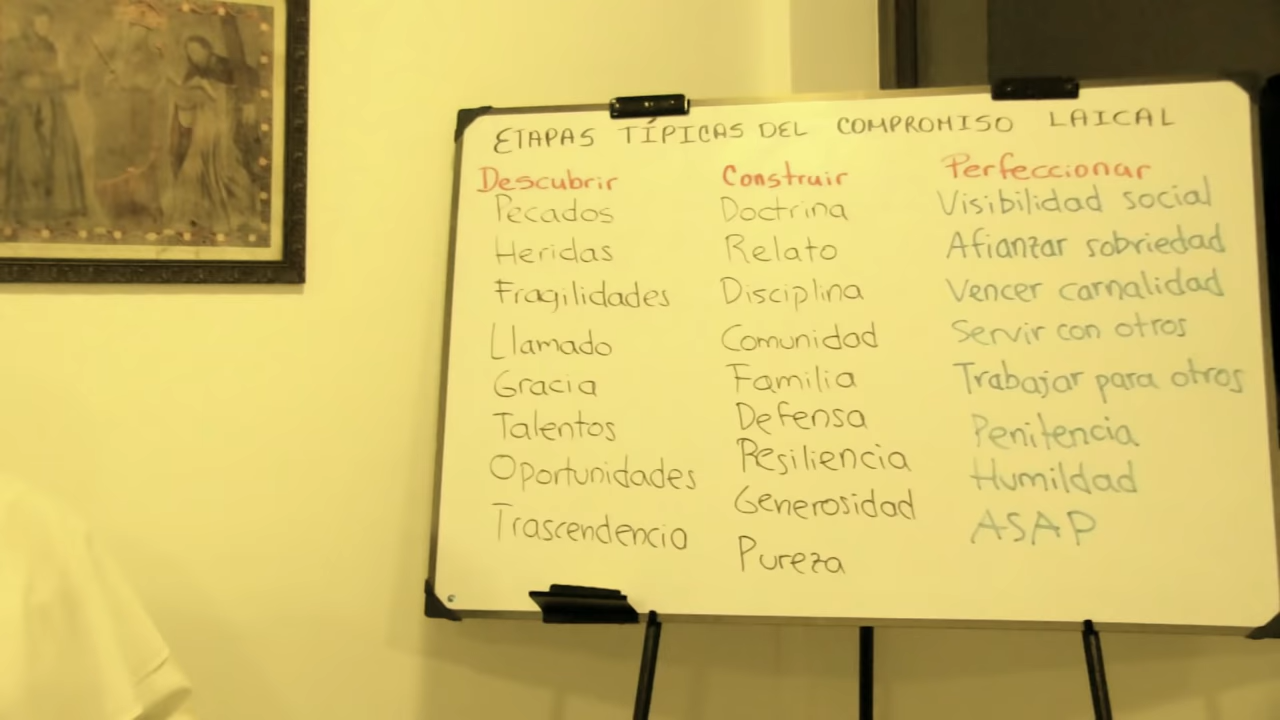 ETAPAS TÍPICAS DEL COMPROMISO LAICAL
Descubrir
Pecados
Heridas
Fragilidades
Llamado
Gracia
Talentos
Oportunidades
Trascendencia
Construir
Doctrina
Relato
Disciplina
Comunidad
Familia
Defensa
Resiliencia
Generosidad
Pureza
Perfeccionar
Visibilidad social
Afianzar sobriedad
Vencer carnalidad
Servir con otros
Trabajar para otros
Penitencia
Humildad
ASAP